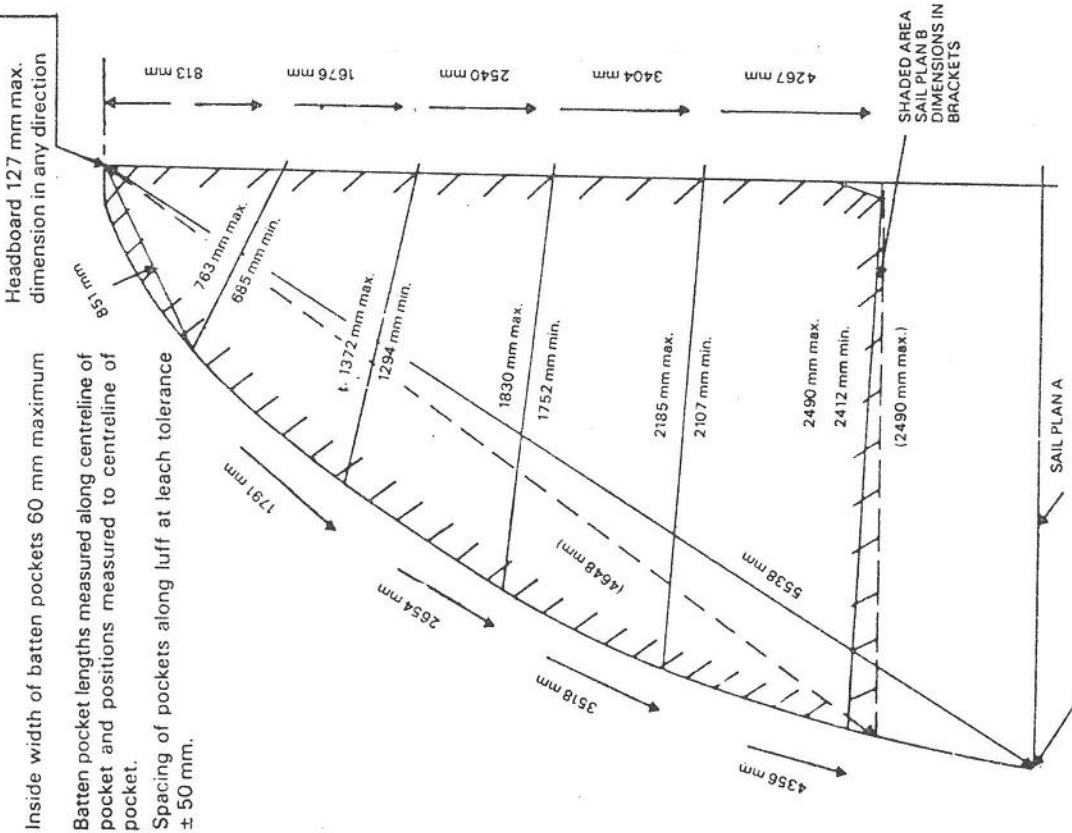 Headboard 127 mm max.
dimension in any direction
Inside width of batten pockets 60 mm maximum
Batten pocket lengths measured along centreline of
pocket and positions measured to centreline of
pocket.
Spacing of pockets along luff at leach tolerance
± 50 mm.
813 mm
1676 mm
2540 mm
3404 mm
4267 mm
851 mm
1791 mm
2654 mm
3518 mm
4356 mm
763 mm max.
685 mm min.
1372 mm max.
1294 mm min.
1830 mm max.
1752 mm min.
2185 mm max.
2107 mm min.
2490 mm max.
2412 mm min.
(2490 mm max.)
(4648 mm)
5538 mm
SHADED AREA
SAIL PLAN B
DIMENSIONS IN
BRACKETS
SAIL PLAN A